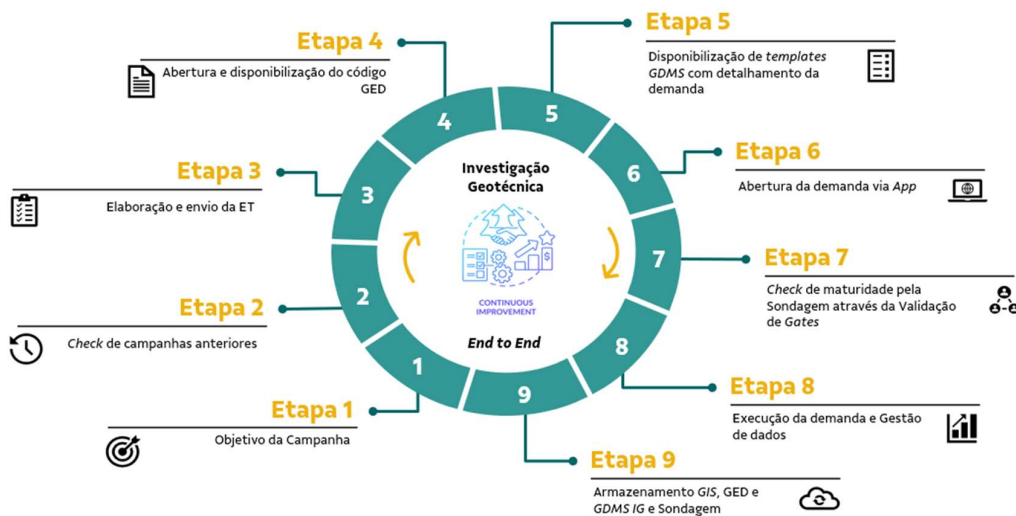 Etapa 1
Objetivo da Campanha
Etapa 2
Check de campanhas anteriores
Etapa 3
Elaboração e envio da ET
Etapa 4
Abertura e disponibilização do código
GED
Etapa 5
Disponibilização de templates
GDMS com detalhamento da
demanda
Etapa 6
Abertura da demanda via App
Etapa 7
Check de maturidade pela
Sondagem através da Validação
de Gates
Etapa 8
Execução da demanda e Gestão
de dados
Etapa 9
Armazenamento GIS, GED e
GDMS IG e Sondagem
1
2
3
4
5
6
7
8
9
Investigação
Geotécnica
$
CONTINUOUS
IMPROVEMENT
End to End